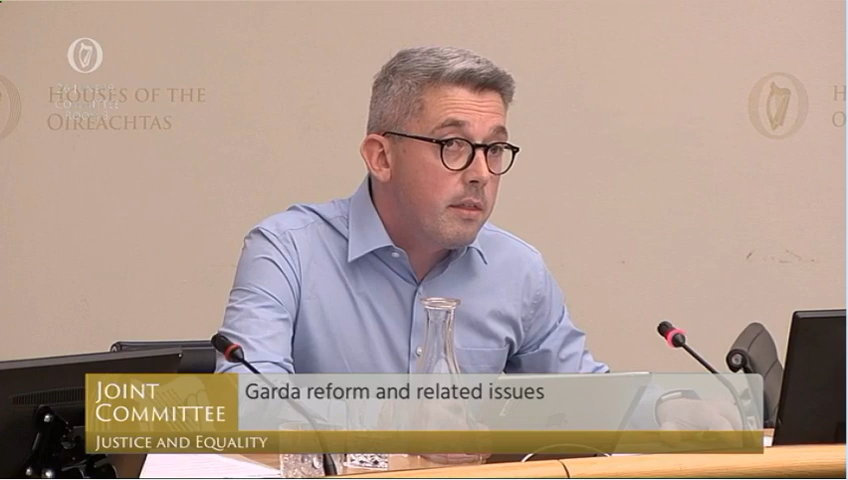 HOUSES OF THE
OIREACHTAS
JOINT
COMMITTEE
JUSTICE AND EQUALITY
Garda reform and related issues